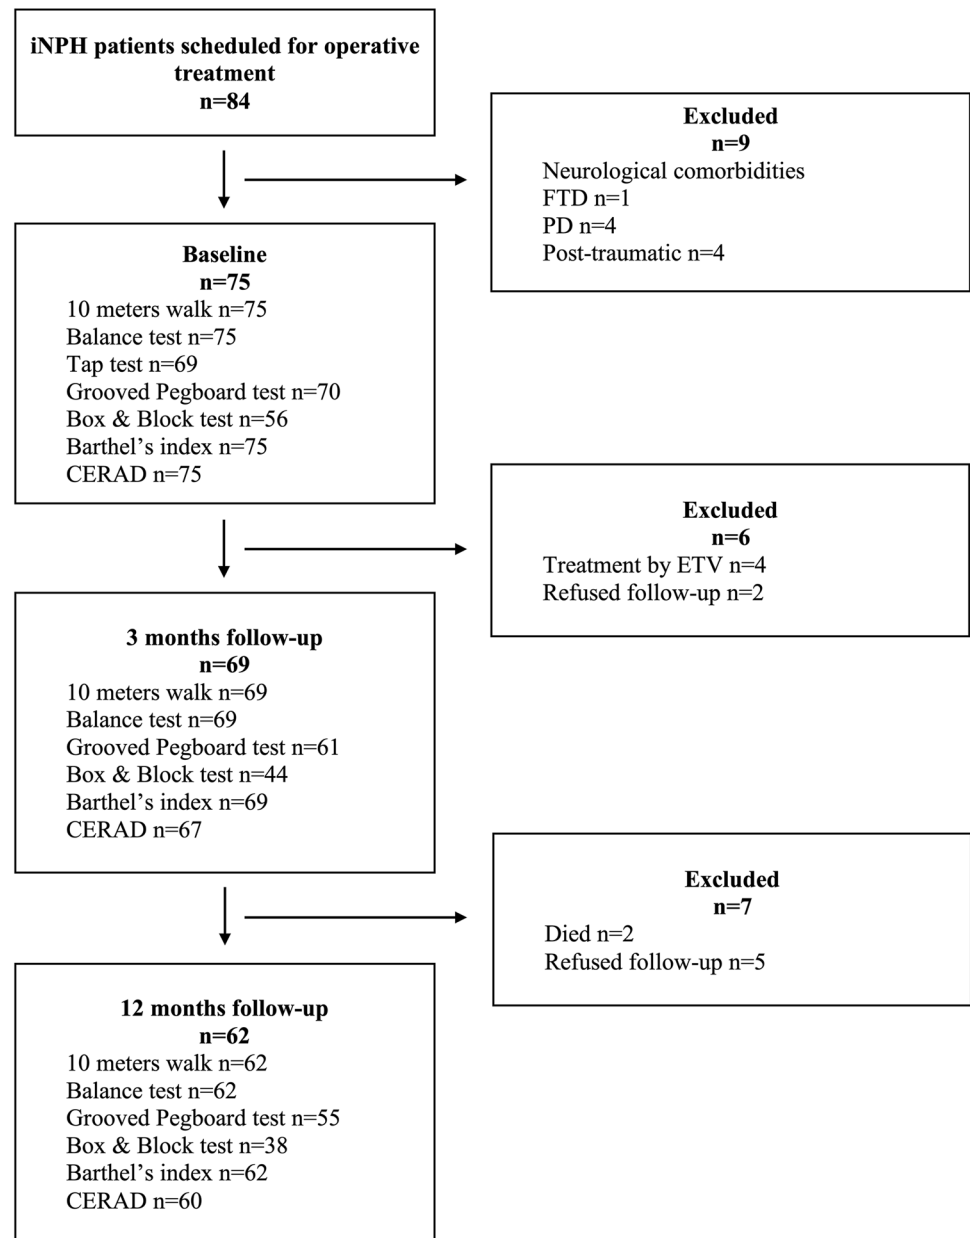 iNPH patients scheduled for operative
treatment
n=84
Excluded
n=9
Neurological comorbidities
FTD n=1
PD n=4
Post-traumatic n=4
Baseline
n=75
10 meters walk n=75
Balance test n=75
Tap test n=69
Grooved Pegboard test n=70
Box & Block test n=56
Barthel’s index n=75
CERAD n=75
Excluded
n=6
Treatment by ETV n=4
Refused follow-up n=2
3 months follow-up
n=69
10 meters walk n=69
Balance test n=69
Grooved Pegboard test n=61
Box & Block test n=44
Barthel’s index n=69
CERAD n=67
Excluded
n=7
Died n=2
Refused follow-up n=5
12 months follow-up
n=62
10 meters walk n=62
Balance test n=62
Grooved Pegboard test n=55
Box & Block test n=38
Barthel’s index n=62
CERAD n=60